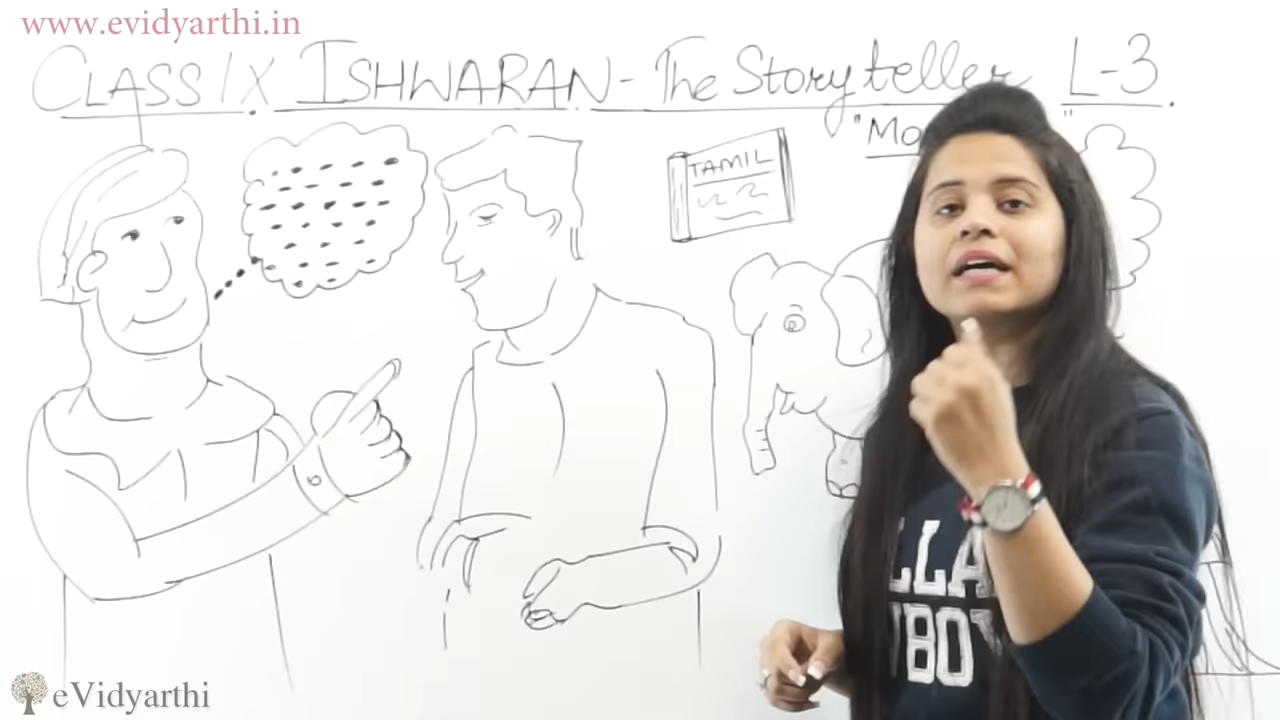 www.evidyarthi.in
CLASS IX ISHWARAN - The Storyteller L-3
TAMIL
eVidyarthi